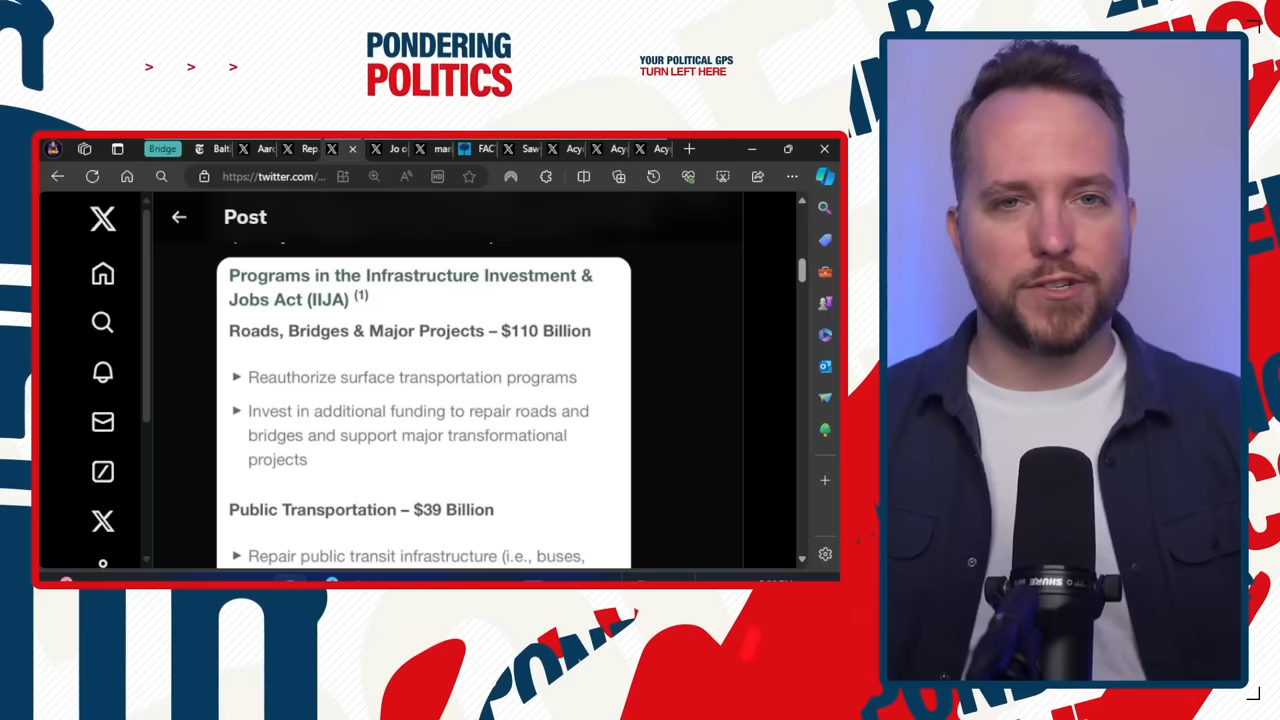 PONDERING
POLITICS
YOUR POLITICAL GPS
TURN LEFT HERE
> > >
Bridge
Balt
Aar
Rep
Jo c
mar
FAC
Sav
Acy
Acy
Acy
https://twitter.com/...
Post
Programs in the Infrastructure Investment &
Jobs Act (IIJA) (1)
Roads, Bridges & Major Projects – $110 Billion
► Reauthorize surface transportation programs
► Invest in additional funding to repair roads and
bridges and support major transformational
projects
Public Transportation – $39 Billion
► Repair public transit infrastructure (i.e., buses,
SHURE